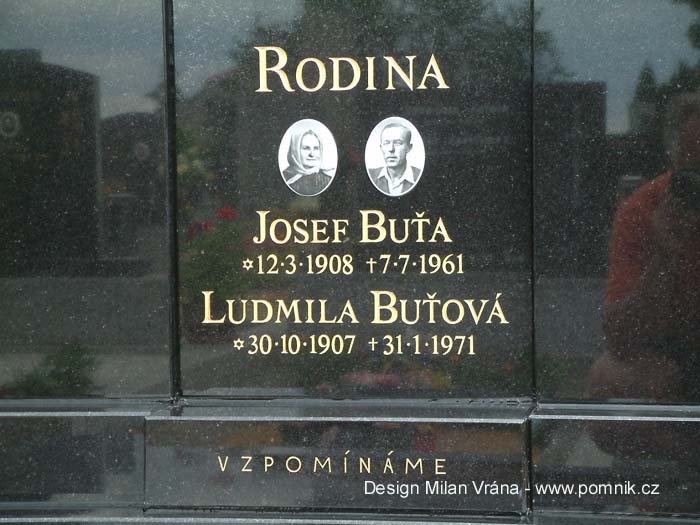 RODINA
JOSEF BUŤA
✡12·3·1908 †7·7·1961
LUDMILA BUŤOVÁ
✡30·10·1907 †31·1·1971
VZPOMÍNÁME
Design Milan Vrána - www.pomnik.cz